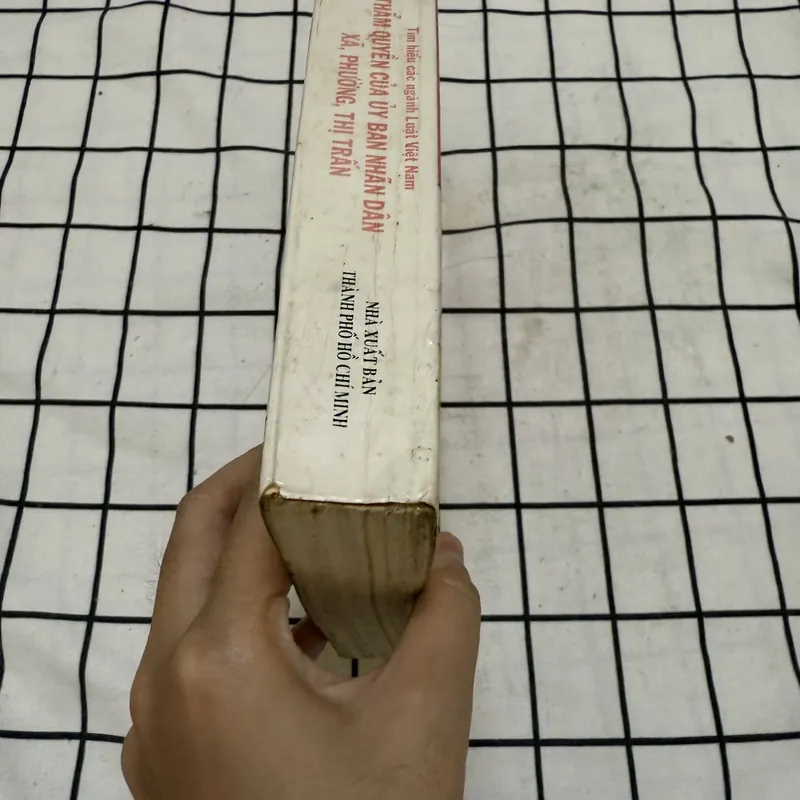 Tìm hiểu các ngành Luật Việt Nam
THẨM QUYỀN CỦA ỦY BAN NHÂN DÂN
XÃ, PHƯỜNG, THỊ TRẤN
NHÀ XUẤT BẢN
THÀNH PHỐ HỒ CHÍ MINH